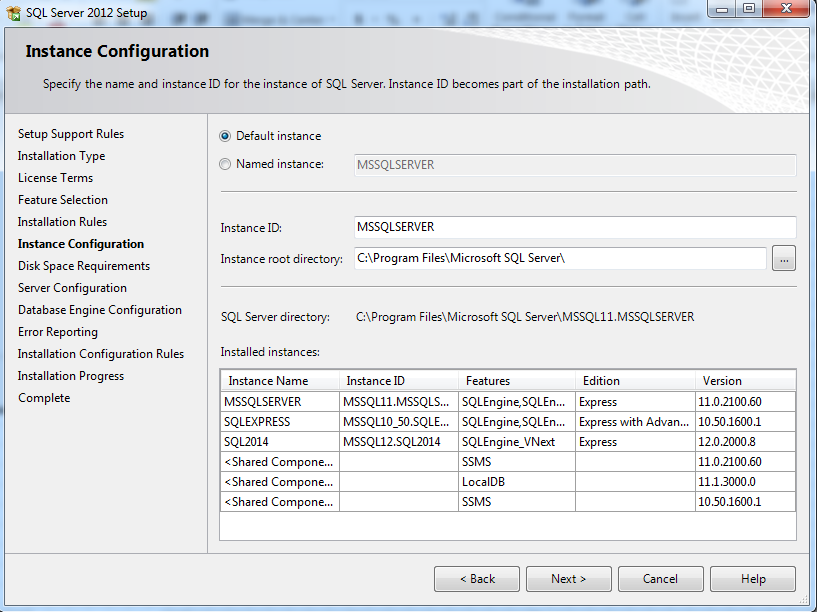 SQL Server 2012 Setup
Instance Configuration
Specify the name and instance ID for the instance of SQL Server. Instance ID becomes part of the installation path.
Setup Support Rules
Installation Type
License Terms
Feature Selection
Installation Rules
Instance Configuration
Disk Space Requirements
Server Configuration
Database Engine Configuration
Error Reporting
Installation Configuration Rules
Installation Progress
Complete
Default instance
Named instance: MSSQLSERVER
Instance ID: MSSQLSERVER
Instance root directory: C:\Program Files\Microsoft SQL Server\ ...
SQL Server directory: C:\Program Files\Microsoft SQL Server\MSSQL11.MSSQLSERVER
Installed instances:
Instance Name Instance ID Features Edition Version
MSSQLSERVER MSSQL11.MSSQLS... SQLEngine,SQLEn... Express 11.0.2100.60
SQLEXPRESS MSSQL10_50.SQLE... SQLEngine,SQLEn... Express with Advan... 10.50.1600.1
SQL2014 MSSQL12.SQL2014 SQLEngine_VNext Express 12.0.2000.8
<Shared Compone... SSMS 11.0.2100.60
<Shared Compone... LocalDB 11.1.3000.0
<Shared Compone... SSMS 10.50.1600.1
< Back Next > Cancel Help